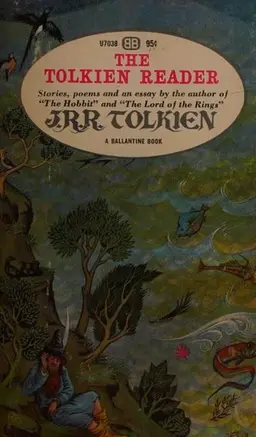 U7038 BB 95¢
THE
TOLKIEN READER
Stories, poems and an essay by the author of
"The Hobbit" and "The Lord of the Rings"
J.R.R. TOLKIEN
A BALLANTINE BOOK